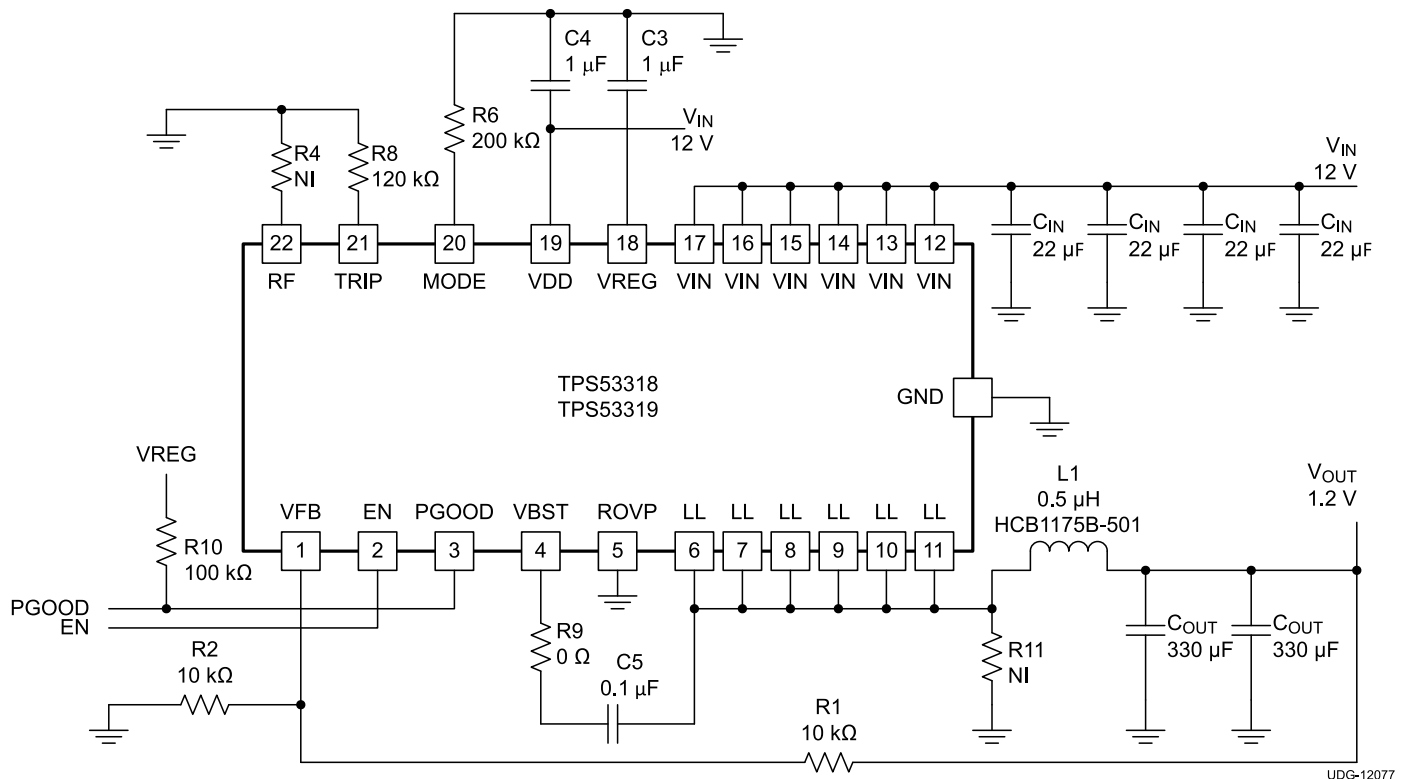 C4
1 μF
C3
1 μF
R6
200 kΩ
VIN
12 V
R4
NI
R8
120 kΩ
VIN
12 V
CIN
22 μF
CIN
22 μF
CIN
22 μF
CIN
22 μF
22
21
20
19
18
17
16
15
14
13
12
RF
TRIP
MODE
VDD
VREG
VIN
VIN
VIN
VIN
VIN
VIN
TPS53318
TPS53319
GND
VREG
R10
100 kΩ
VFB
EN
PGOOD
VBST
ROVP
LL
LL
LL
LL
LL
LL
1
2
3
4
5
6
7
8
9
10
11
L1
0.5 μH
HCB1175B-501
VOUT
1.2 V
PGOOD
EN
R9
0 Ω
C5
0.1 μF
R11
NI
COUT
330 μF
COUT
330 μF
R2
10 kΩ
R1
10 kΩ
UDG-12077